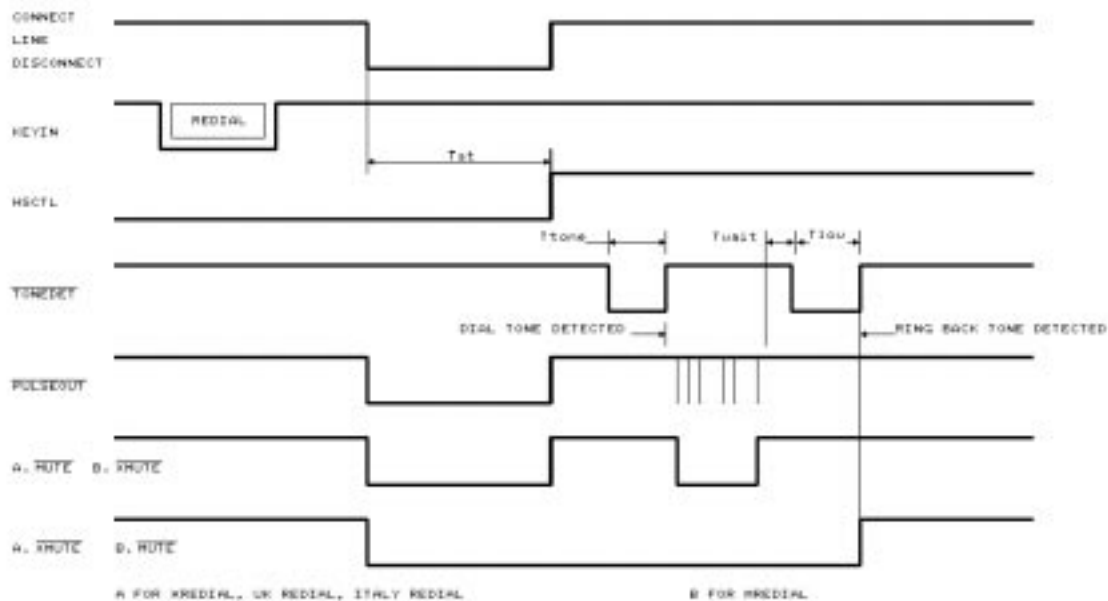 CONNECT
LINE
DISCONNECT
REDIAL
KEYIN
Tst
HSCTL
Ttone
Twait
Tlow
TONEDET
DIAL TONE DETECTED
RING BACK TONE DETECTED
PULSEOUT
A. MUTE B. XMUTE
A. XMUTE B. MUTE
A FOR XREDIAL, UK REDIAL, ITALY REDIAL
B FOR MREDIAL